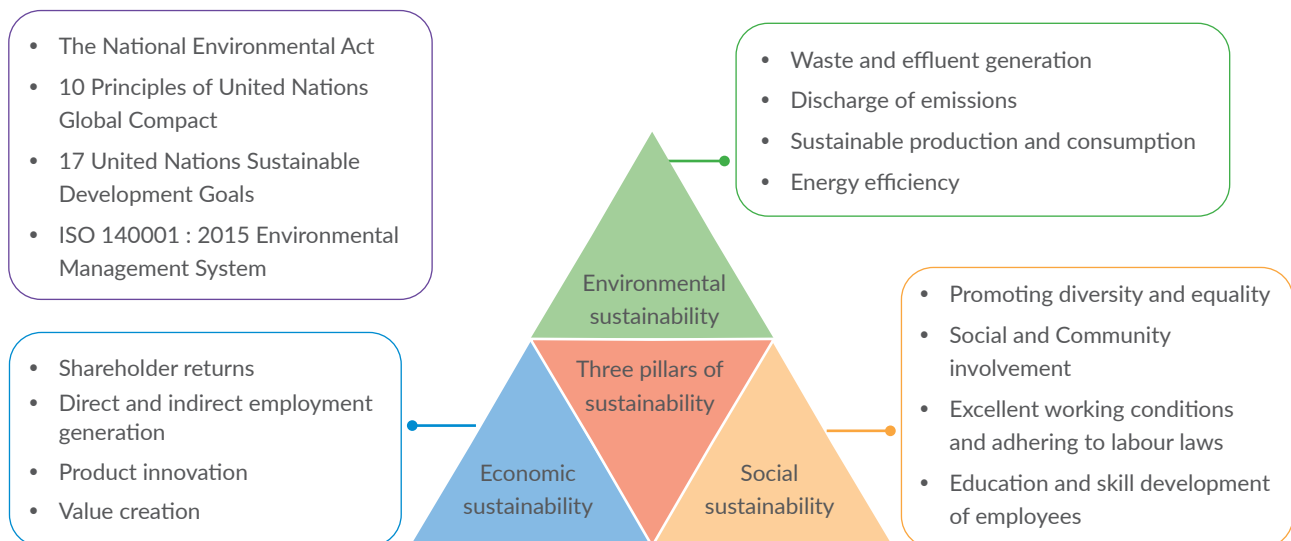 • The National Environmental Act
• 10 Principles of United Nations
Global Compact
• 17 United Nations Sustainable
Development Goals
• ISO 140001 : 2015 Environmental
Management System
• Waste and effluent generation
• Discharge of emissions
• Sustainable production and consumption
• Energy efficiency
Environmental
sustainability
Three pillars of
sustainability
• Shareholder returns
• Direct and indirect employment
generation
• Product innovation
• Value creation
Economic
sustainability
Social
sustainability
• Promoting diversity and equality
• Social and Community
involvement
• Excellent working conditions
and adhering to labour laws
• Education and skill development
of employees